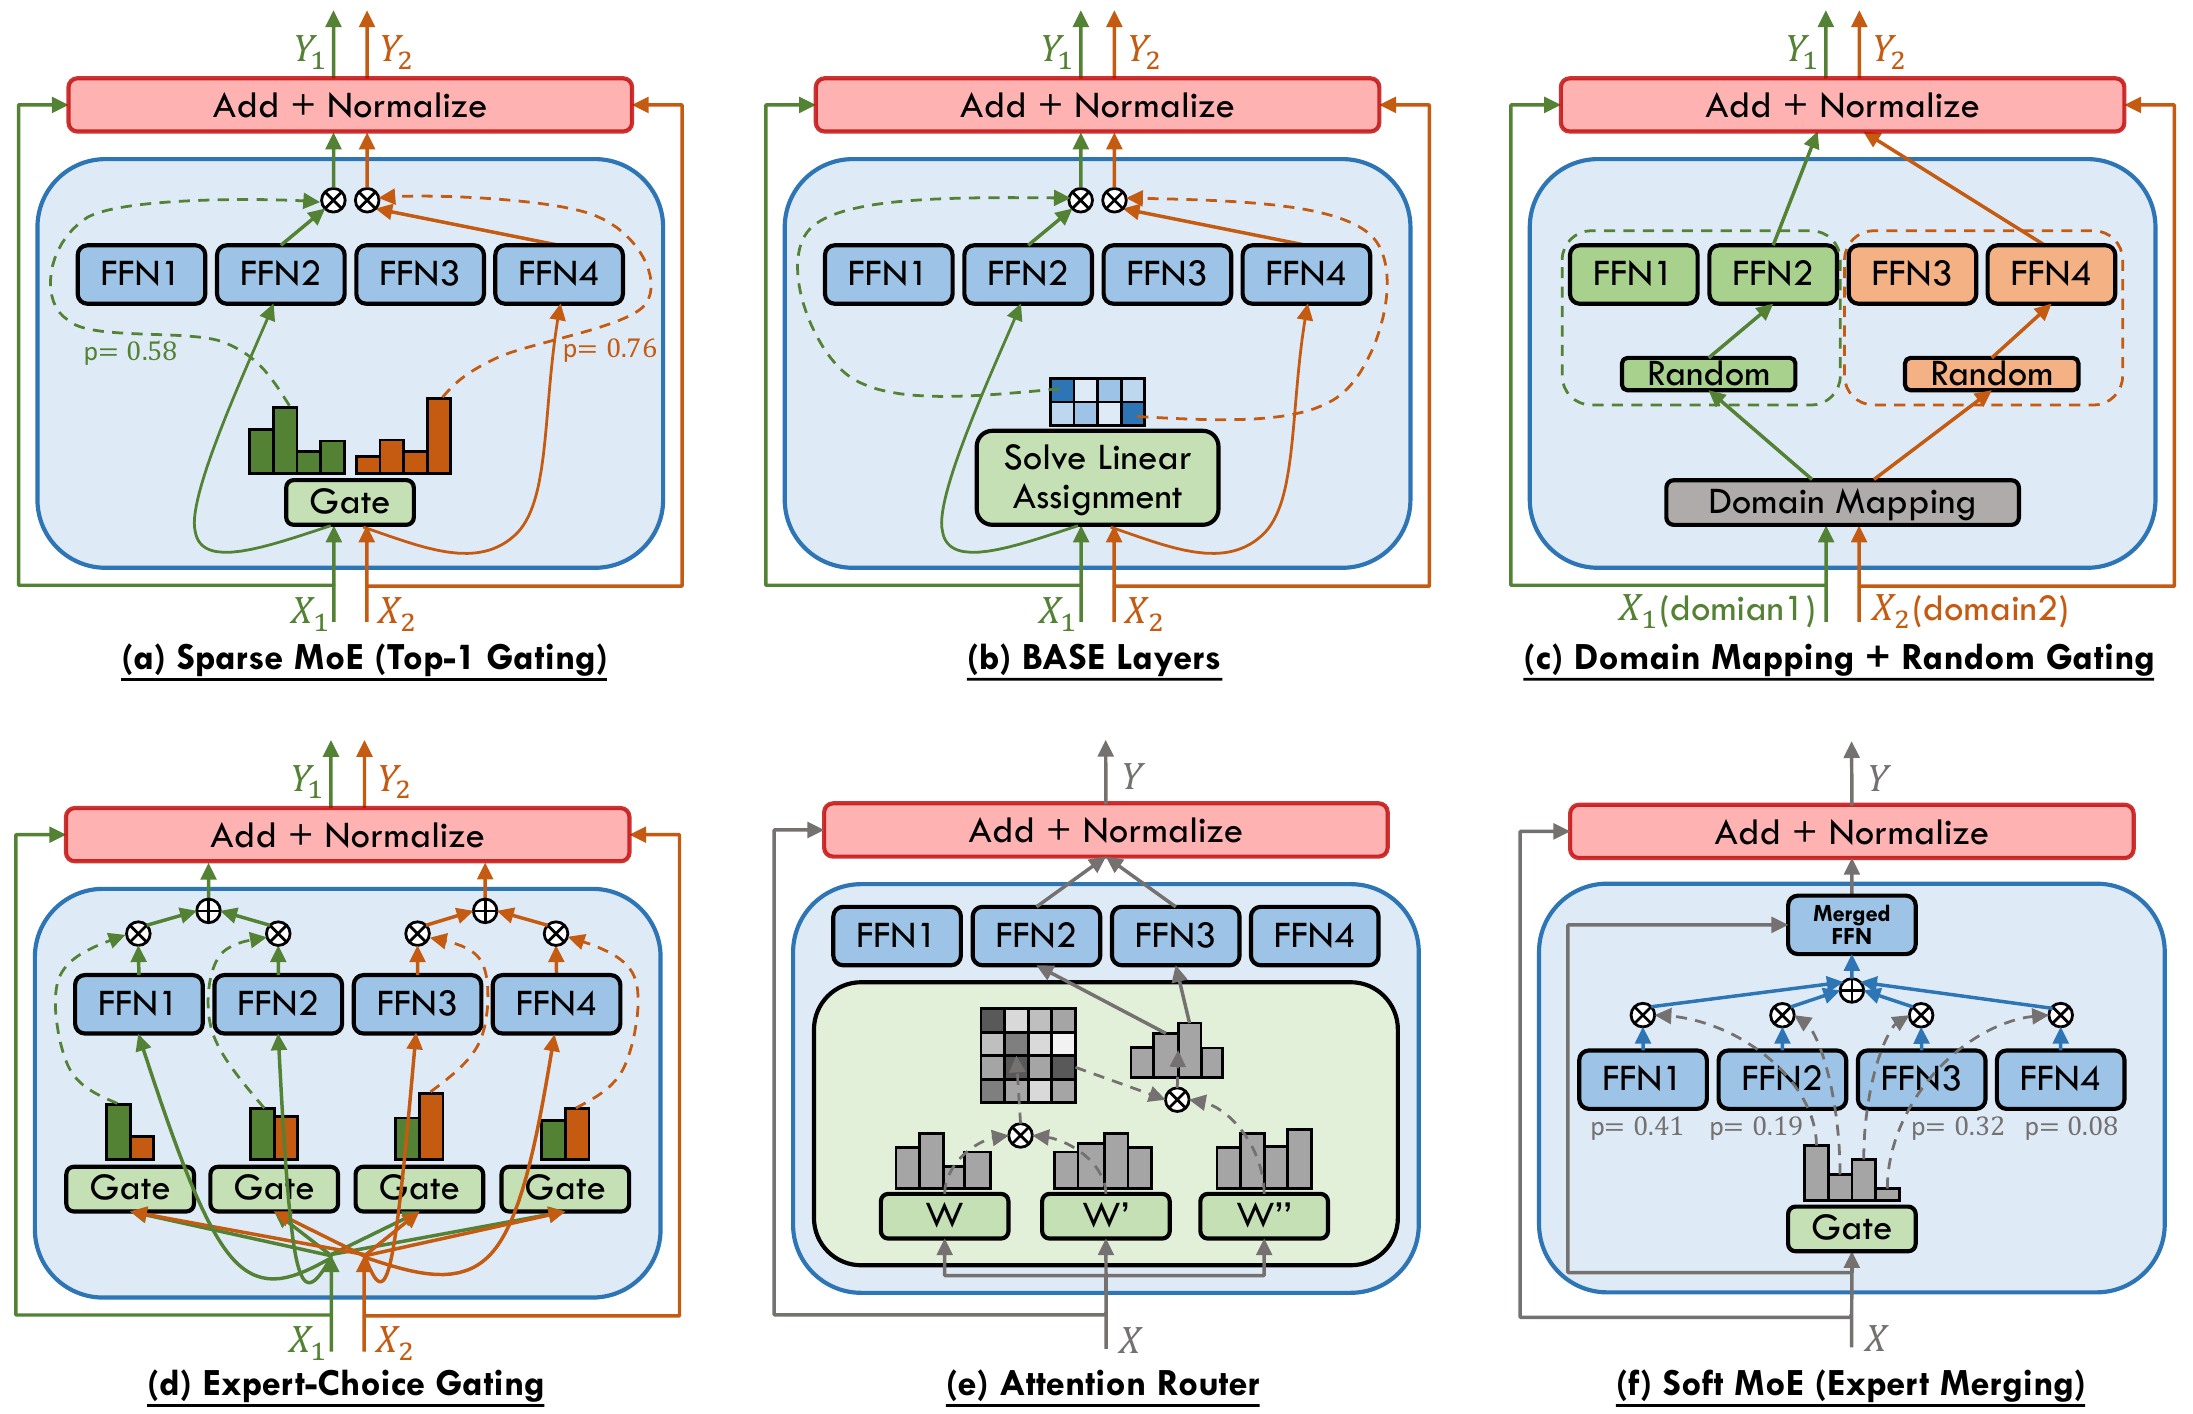 Y1 Y2
Add + Normalize
FFN1 FFN2 FFN3 FFN4
p= 0.58 p= 0.76
Gate
X1 X2
(a) Sparse MoE (Top-1 Gating)
Y1 Y2
Add + Normalize
FFN1 FFN2 FFN3 FFN4
Solve Linear
Assignment
X1 X2
(b) BASE Layers
Y1 Y2
Add + Normalize
FFN1 FFN2 FFN3 FFN4
Random Random
Domain Mapping
X1(domian1) X2(domain2)
(c) Domain Mapping + Random Gating
Y1 Y2
Add + Normalize
FFN1 FFN2 FFN3 FFN4
Gate Gate Gate Gate
X1 X2
(d) Expert-Choice Gating
Y
Add + Normalize
FFN1 FFN2 FFN3 FFN4
W W' W''
X
(e) Attention Router
Y
Add + Normalize
Merged
FFN
FFN1 FFN2 FFN3 FFN4
p= 0.41 p= 0.19 p= 0.32 p= 0.08
Gate
X
(f) Soft MoE (Expert Merging)